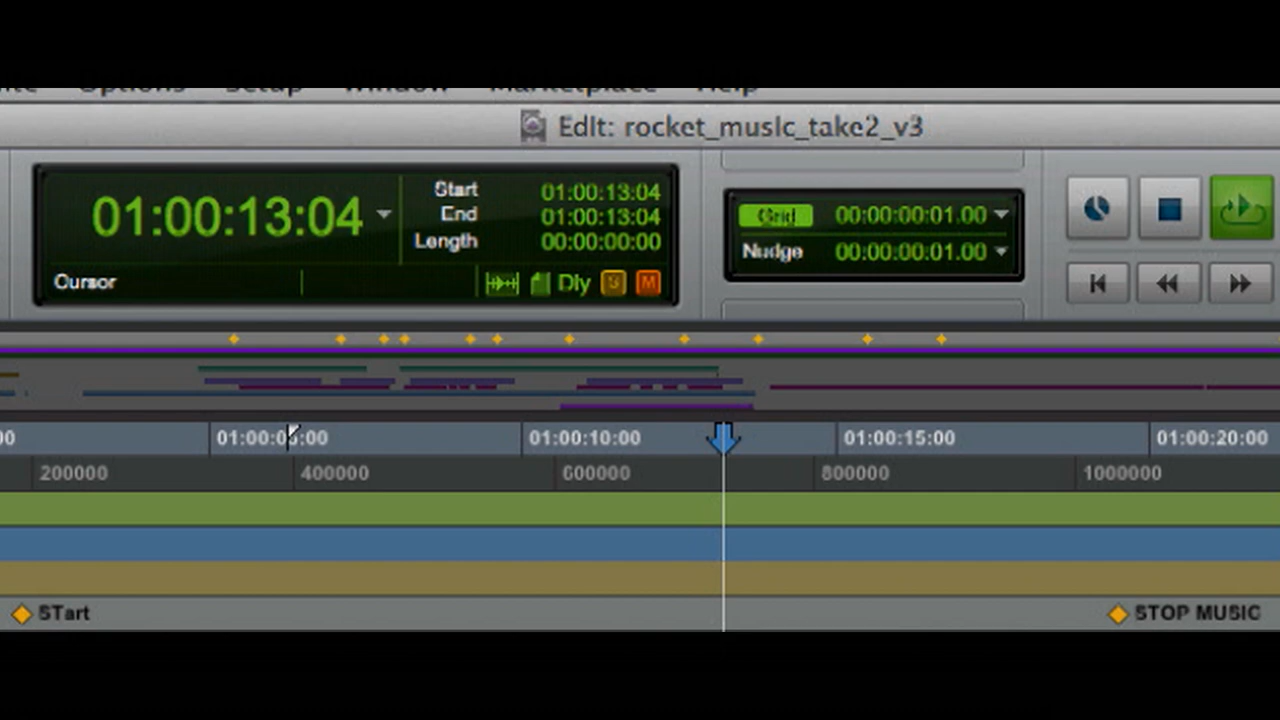 Options Setup Window Marketplace Help
Edit: rocket_music_take2_v3
01:00:13:04
Start 01:00:13:04
End 01:00:13:04
Length 00:00:00:00
Cursor
Dly S M
Grid 00:00:00:01.00
Nudge 00:00:00:01.00
00 01:00:05:00 01:00:10:00 01:00:15:00 01:00:20:00
200000 400000 600000 800000 1000000
STart
STOP MUSIC